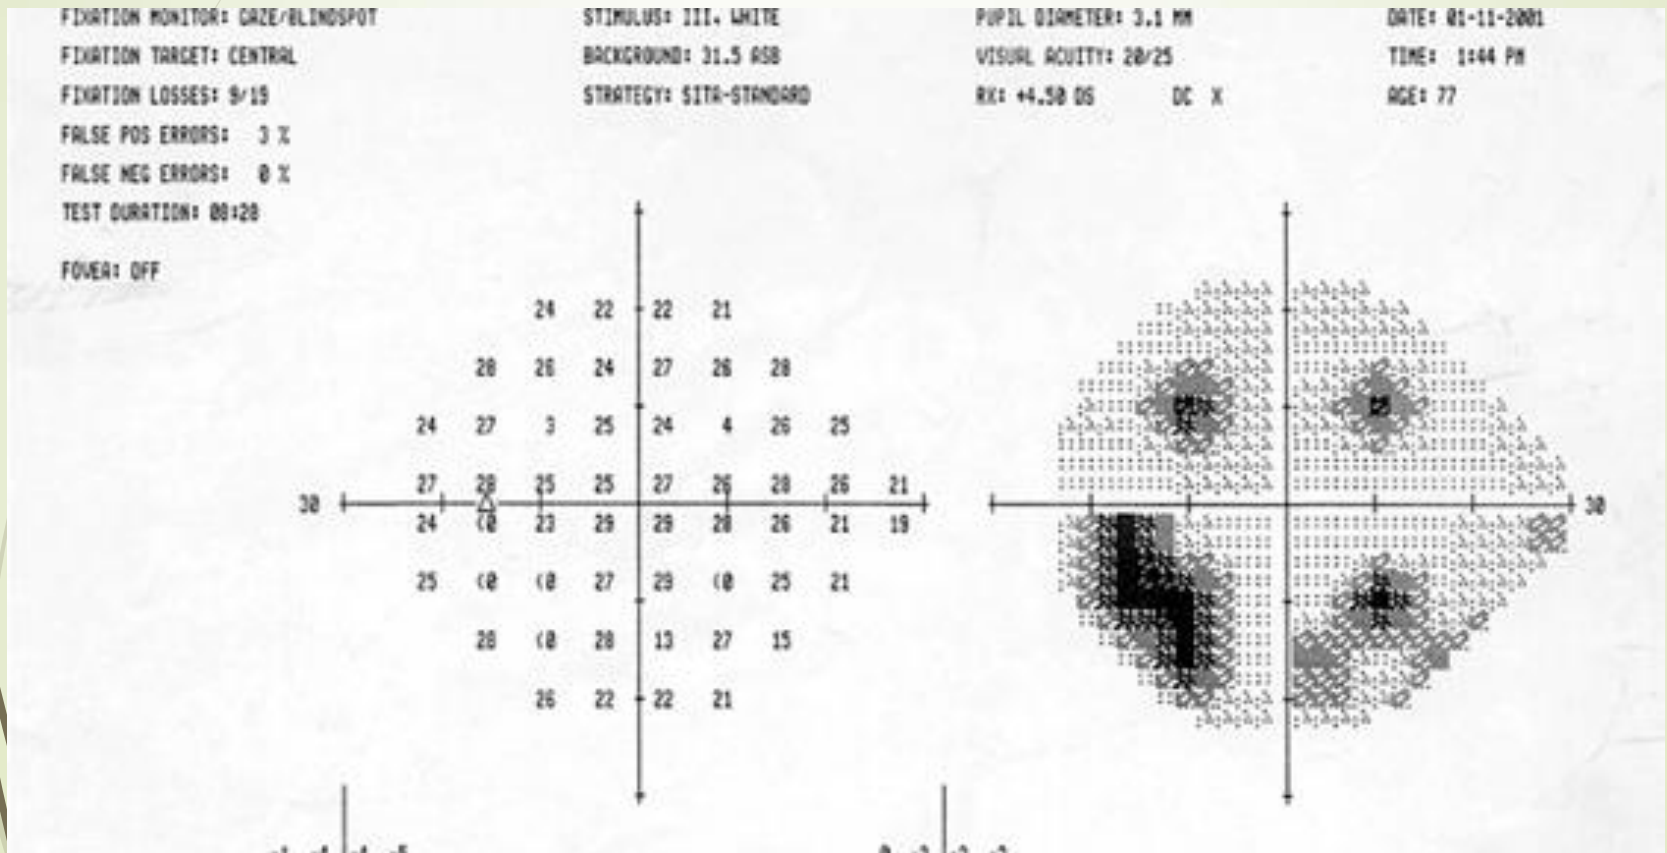 FIXATION MONITOR: GAZE/BLINDSPOT
FIXATION TARGET: CENTRAL
FIXATION LOSSES: 9/19
FALSE POS ERRORS: 3 %
FALSE NEG ERRORS: 0 %
TEST DURATION: 08:28
FOVEA: OFF
STIMULUS: III, WHITE
BACKGROUND: 31.5 ASB
STRATEGY: SITA-STANDARD
PUPIL DIAMETER: 3.1 MM
VISUAL ACUITY: 20/25
RX: +4.50 DS DC X
DATE: 01-11-2001
TIME: 1:44 PM
AGE: 77
24 22 22 21
28 26 24 27 26 28
24 27 3 25 24 4 26 25
27 28 25 25 27 26 28 26 21
30
24 <0 23 29 29 28 26 21 19
25 <0 <0 27 29 <0 25 21
28 <0 28 13 27 15
26 22 22 21
30